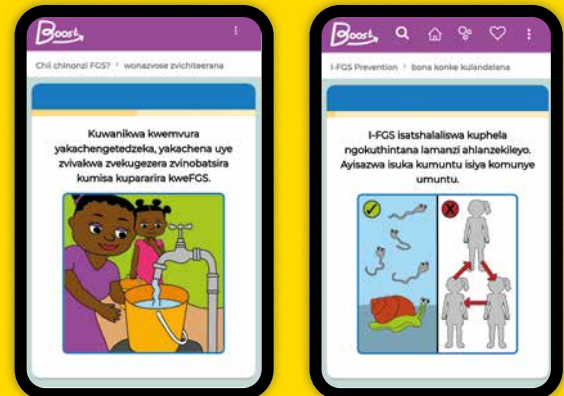 Boost
Chii chinonzi FGS? › wonazvose zvichiteerana
Kuwanikwa kwemvura
yakachengetedzeka, yakachena uye
zvivakwa zvekugezera zvinobatsira
kumisa kupararira kweFGS.
Boost
I-FGS Prevention › bona konke kulandelana
I-FGS isatshalaliswa kuphela
ngokuthintana lamanzi ahlanzekileyo.
Ayisazwa isuka kumuntu isiya komunye
umuntu.